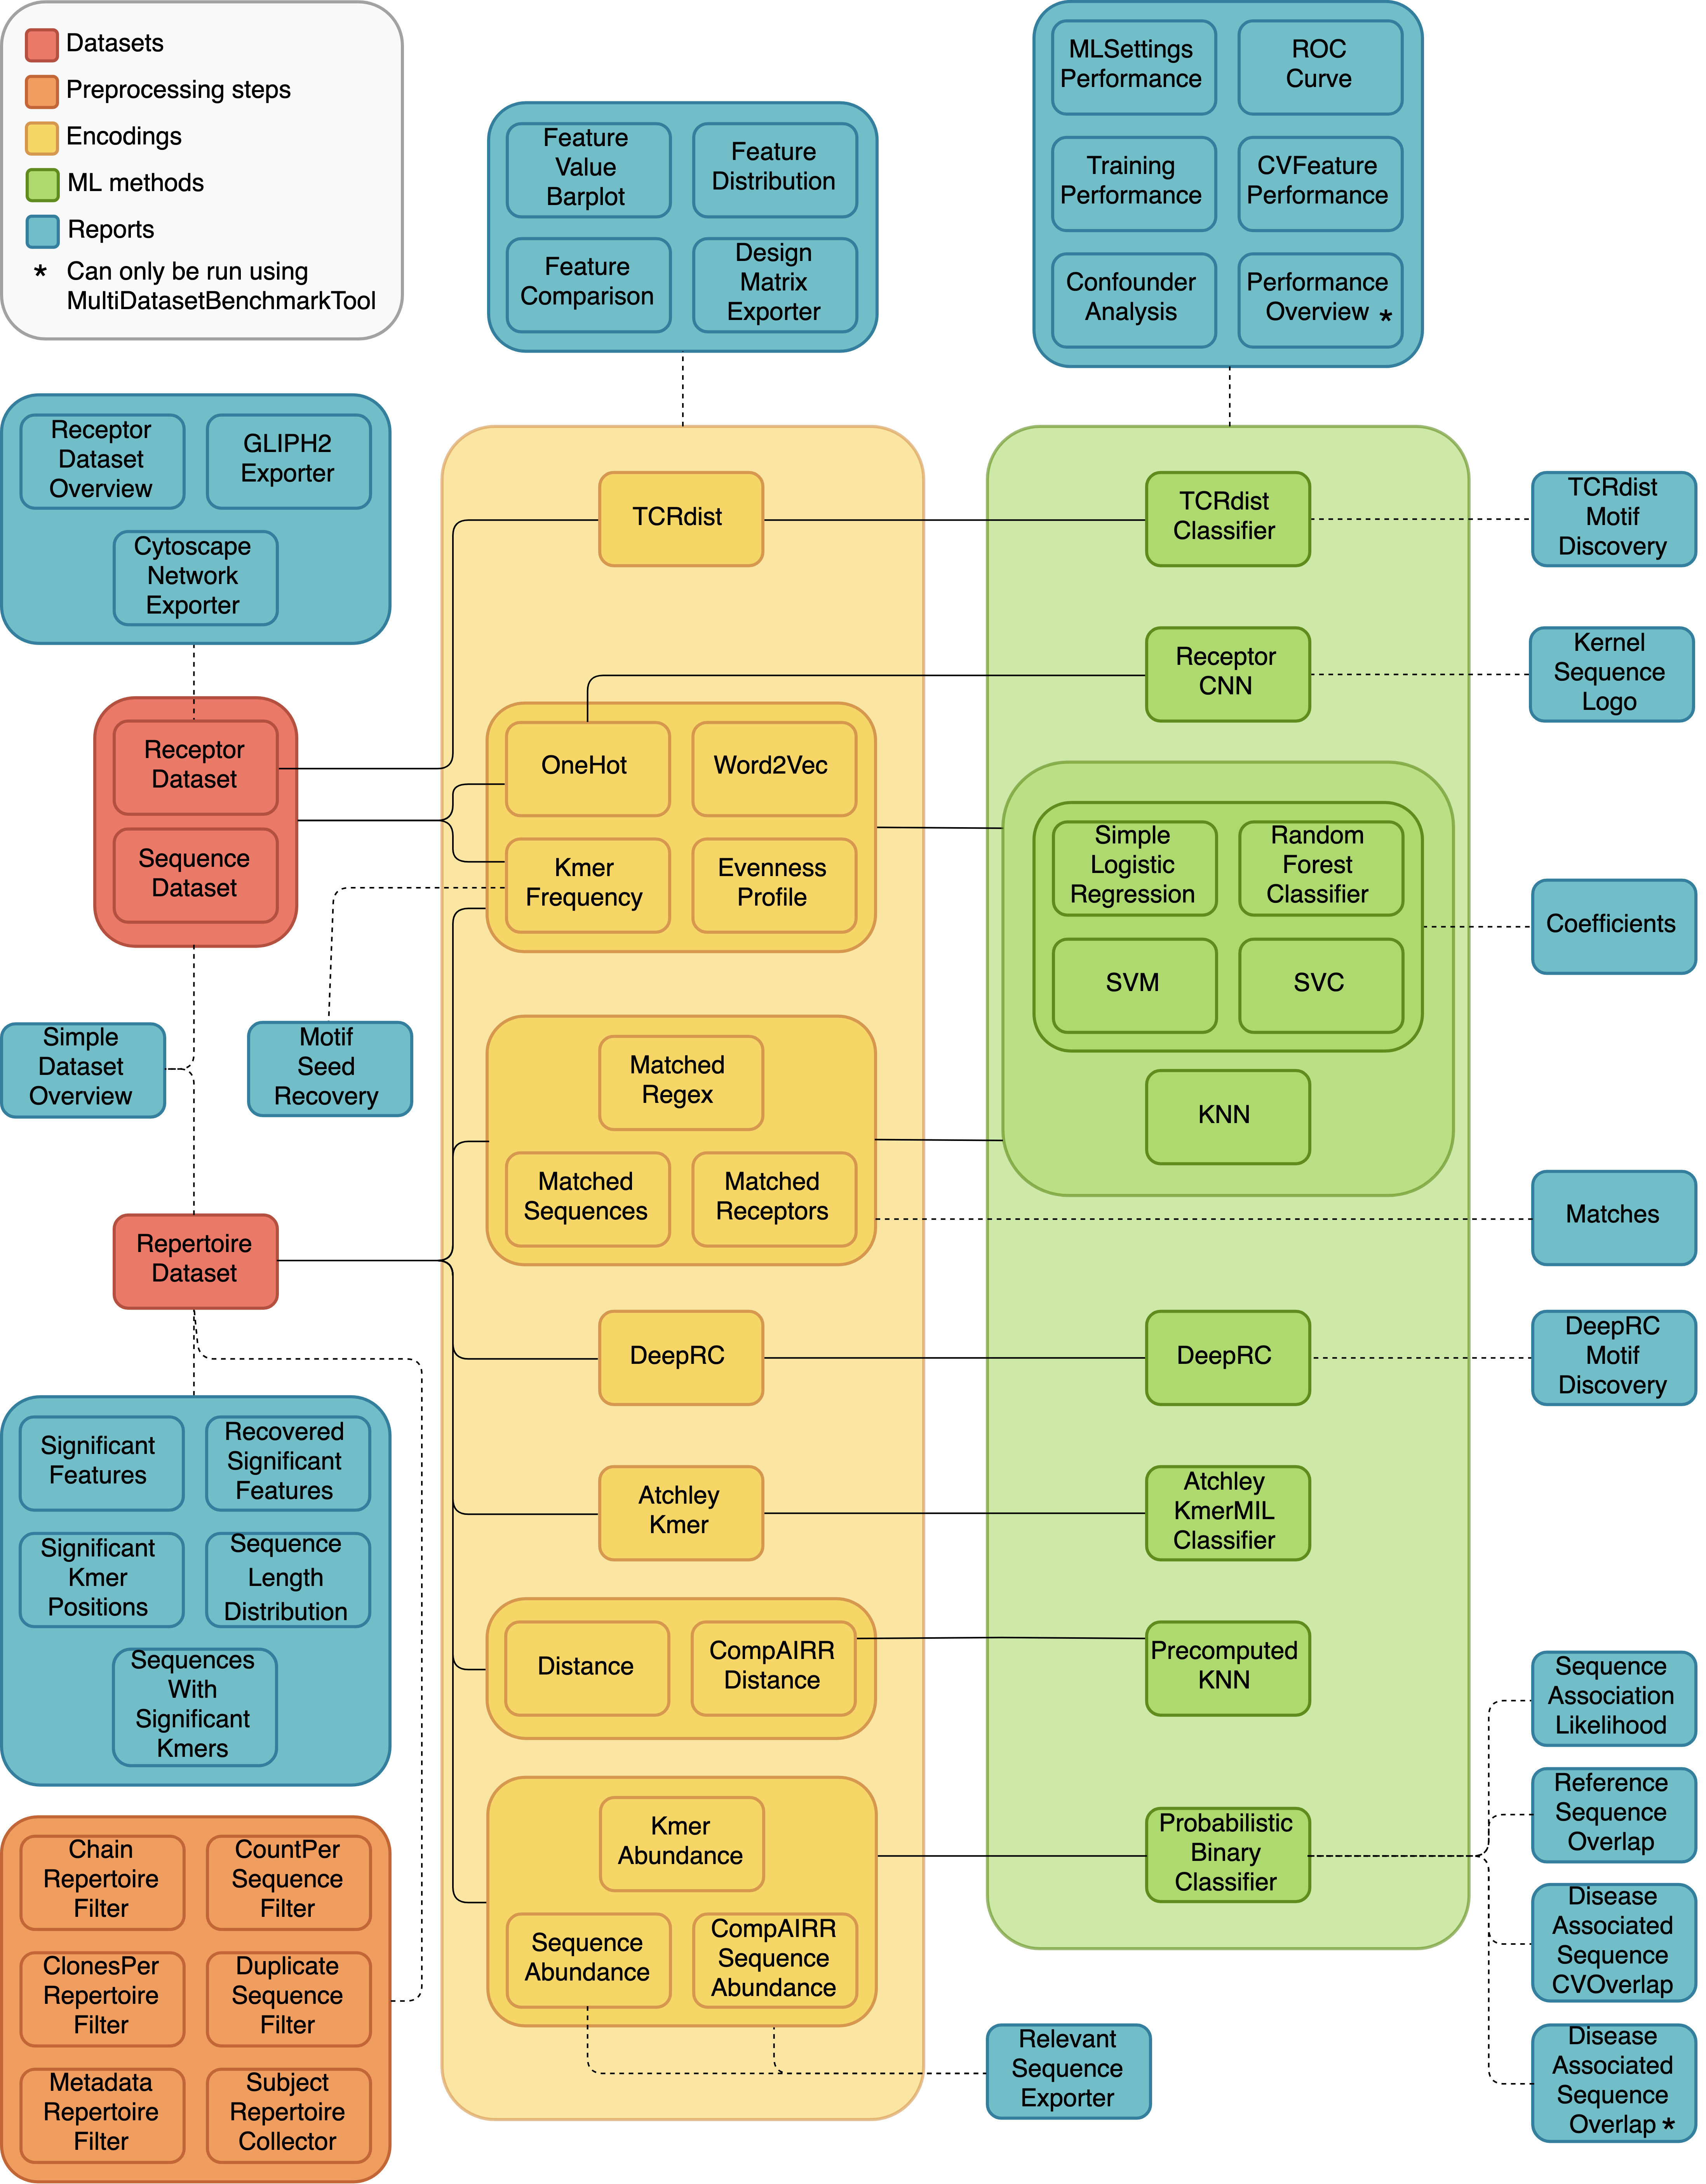 Datasets
Preprocessing steps
Encodings
ML methods
Reports
* Can only be run using
MultiDatasetBenchmarkTool
Feature
Value
Barplot
Feature
Distribution
Feature
Comparison
Design
Matrix
Exporter
MLSettings
Performance
ROC
Curve
Training
Performance
CVFeature
Performance
Confounder
Analysis
Performance
Overview *
Receptor
Dataset
Overview
GLIPH2
Exporter
Cytoscape
Network
Exporter
Receptor
Dataset
Sequence
Dataset
Simple
Dataset
Overview
Motif
Seed
Recovery
Repertoire
Dataset
Significant
Features
Recovered
Significant
Features
Significant
Kmer
Positions
Sequence
Length
Distribution
Sequences
With
Significant
Kmers
Chain
Repertoire
Filter
CountPer
Sequence
Filter
ClonesPer
Repertoire
Filter
Duplicate
Sequence
Filter
Metadata
Repertoire
Filter
Subject
Repertoire
Collector
TCRdist
OneHot
Word2Vec
Kmer
Frequency
Evenness
Profile
Matched
Regex
Matched
Sequences
Matched
Receptors
DeepRC
Atchley
Kmer
Distance
CompAIRR
Distance
Kmer
Abundance
Sequence
Abundance
CompAIRR
Sequence
Abundance
TCRdist
Classifier
Receptor
CNN
Simple
Logistic
Regression
Random
Forest
Classifier
SVM
SVC
KNN
DeepRC
Atchley
KmerMIL
Classifier
Precomputed
KNN
Probabilistic
Binary
Classifier
Relevant
Sequence
Exporter
TCRdist
Motif
Discovery
Kernel
Sequence
Logo
Coefficients
Matches
DeepRC
Motif
Discovery
Sequence
Association
Likelihood
Reference
Sequence
Overlap
Disease
Associated
Sequence
CVOverlap
Disease
Associated
Sequence
Overlap *